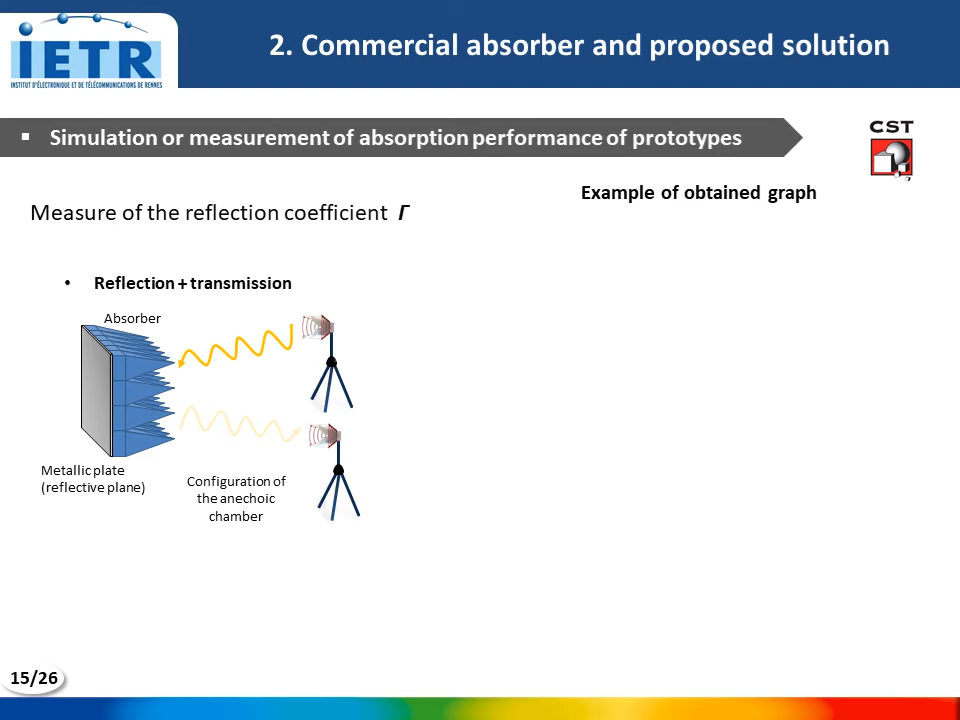 IETR
INSTITUT D'ÉLECTRONIQUE ET DE TÉLÉCOMMUNICATIONS DE RENNES
2. Commercial absorber and proposed solution
▪ Simulation or measurement of absorption performance of prototypes
CST
Example of obtained graph
Measure of the reflection coefficient Γ
• Reflection + transmission
Absorber
Metallic plate
(reflective plane)
Configuration of
the anechoic
chamber
15/26